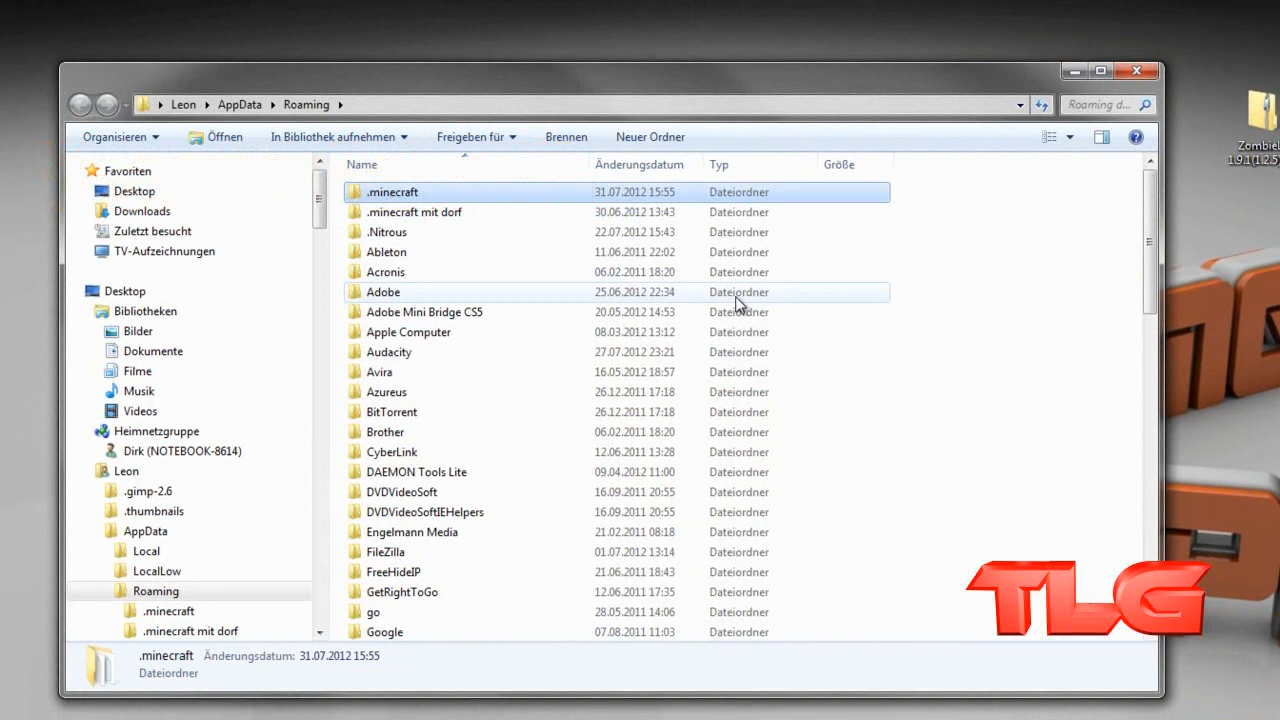 Leon AppData Roaming
Roaming d...
Organisieren Öffnen In Bibliothek aufnehmen Freigeben für Brennen Neuer Ordner
Favoriten
Desktop
Downloads
Zuletzt besucht
TV-Aufzeichnungen
Desktop
Bibliotheken
Bilder
Dokumente
Filme
Musik
Videos
Heimnetzgruppe
Dirk (NOTEBOOK-8614)
Leon
.gimp-2.6
.thumbnails
AppData
Local
LocalLow
Roaming
.minecraft
.minecraft mit dorf
Name Änderungsdatum Typ Größe
.minecraft 31.07.2012 15:55 Dateiordner
.minecraft mit dorf 30.06.2012 13:43 Dateiordner
.Nitrous 22.07.2012 15:43 Dateiordner
Ableton 11.06.2011 22:02 Dateiordner
Acronis 06.02.2011 18:20 Dateiordner
Adobe 25.06.2012 22:34 Dateiordner
Adobe Mini Bridge CS5 20.05.2012 14:53 Dateiordner
Apple Computer 08.03.2012 13:12 Dateiordner
Audacity 27.07.2012 23:21 Dateiordner
Avira 16.05.2012 18:57 Dateiordner
Azureus 26.12.2011 17:18 Dateiordner
BitTorrent 26.12.2011 17:18 Dateiordner
Brother 06.02.2011 18:20 Dateiordner
CyberLink 12.06.2011 13:28 Dateiordner
DAEMON Tools Lite 09.04.2012 11:00 Dateiordner
DVDVideoSoft 16.09.2011 20:55 Dateiordner
DVDVideoSoftIEHelpers 16.09.2011 20:55 Dateiordner
Engelmann Media 21.02.2011 08:18 Dateiordner
FileZilla 01.07.2012 13:14 Dateiordner
FreeHideIP 21.06.2011 18:43 Dateiordner
GetRightToGo 12.06.2011 17:35 Dateiordner
go 28.05.2011 14:06 Dateiordner
Google 07.08.2011 11:03 Dateiordner
.minecraft Änderungsdatum: 31.07.2012 15:55
Dateiordner
Zombie
1.9.1(1.2.5
TLG